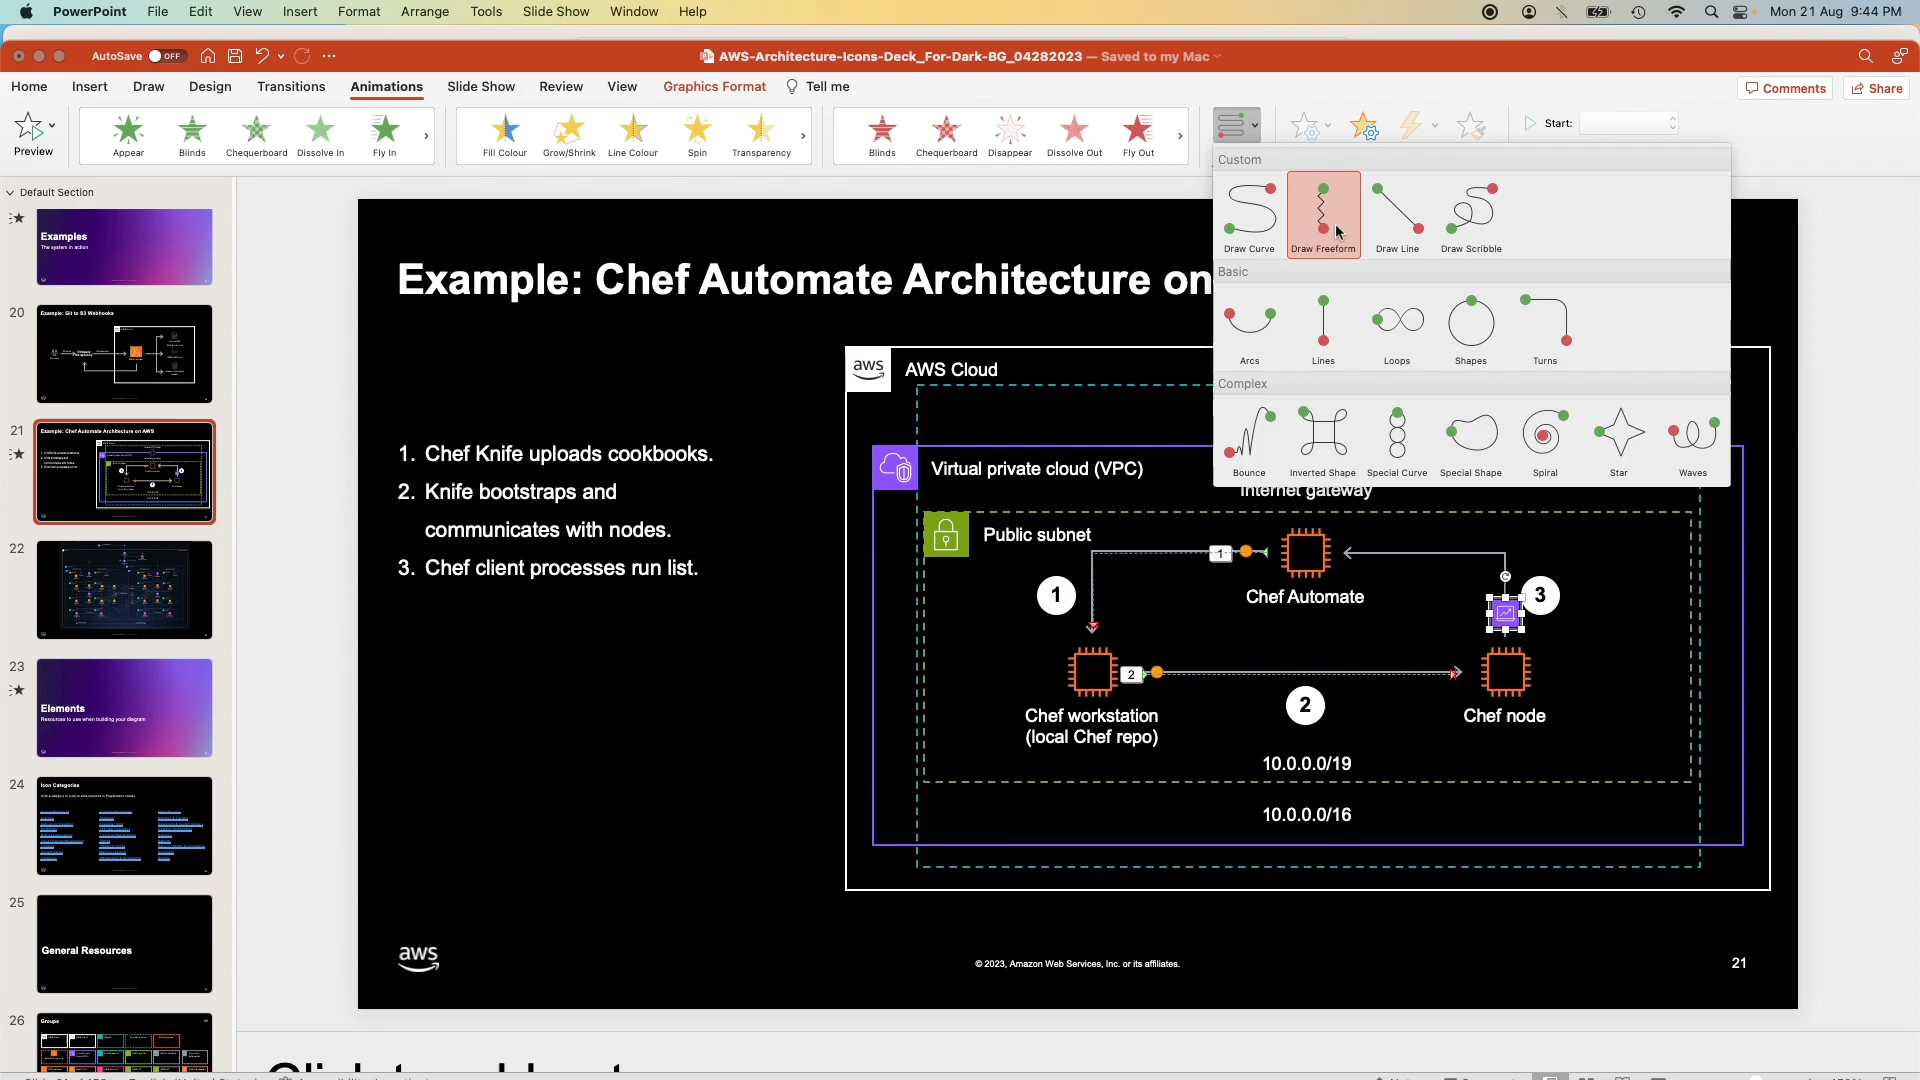 PowerPoint File Edit View Insert Format Arrange Tools Slide Show Window Help Mon 21 Aug 9:44 PM
AutoSave OFF AWS-Architecture-Icons-Deck_For-Dark-BG_04282023 — Saved to my Mac
Home Insert Draw Design Transitions Animations Slide Show Review View Graphics Format Tell me Comments Share
Preview
Appear Blinds Chequerboard Dissolve In Fly In
Fill Colour Grow/Shrink Line Colour Spin Transparency
Blinds Chequerboard Disappear Dissolve Out Fly Out
Start:
Custom
Draw Curve Draw Freeform Draw Line Draw Scribble
Basic
Arcs Lines Loops Shapes Turns
Complex
Bounce Inverted Shape Special Curve Special Shape Spiral Star Waves
Default Section
Examples
The system in action
20
Example: Git to S3 Webhooks
21
Example: Chef Automate Architecture on AWS
22
23
Elements
Resources to use when building your diagram
24
Icon Categories
25
General Resources
26
Groups
Example: Chef Automate Architecture on
1. Chef Knife uploads cookbooks.
2. Knife bootstraps and
communicates with nodes.
3. Chef client processes run list.
aws
AWS Cloud
Virtual private cloud (VPC)
Internet gateway
Public subnet
1
Chef Automate
1
3
2
Chef workstation
(local Chef repo)
2
Chef node
10.0.0.0/19
10.0.0.0/16
aws
© 2023, Amazon Web Services, Inc. or its affiliates.
21